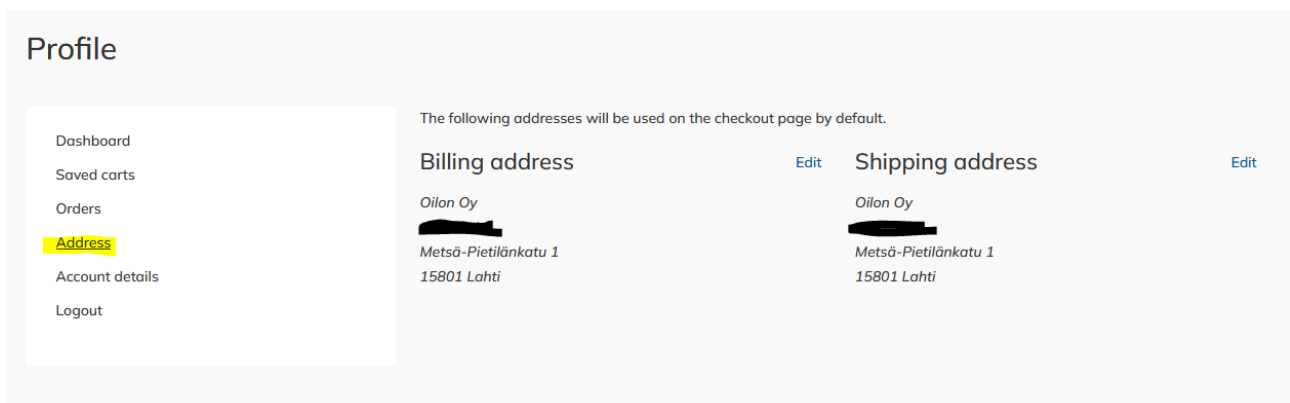 Profile
Dashboard
Saved carts
Orders
Address
Account details
Logout
The following addresses will be used on the checkout page by default.
Billing address
Edit
Oilon Oy
Metsä-Pietilänkatu 1
15801 Lahti
Shipping address
Edit
Oilon Oy
Metsä-Pietilänkatu 1
15801 Lahti